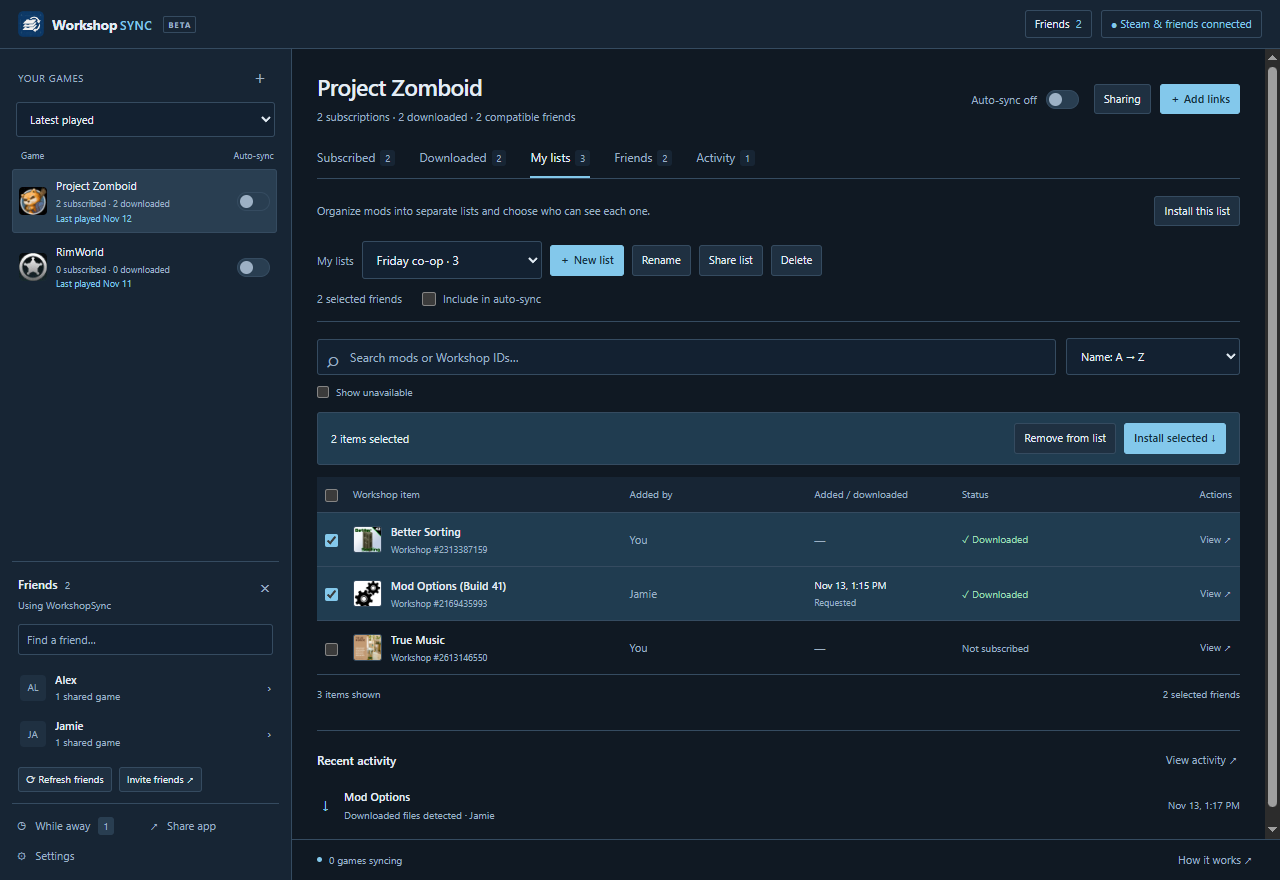 Workshop SYNC BETA
Friends 2
Steam & friends connected
YOUR GAMES
Latest played
Game Auto-sync
Project Zomboid
2 subscribed · 2 downloaded
Last played Nov 12
RimWorld
0 subscribed · 0 downloaded
Last played Nov 11
Friends 2
Using WorkshopSync
Find a friend...
AL
Alex
1 shared game
JA
Jamie
1 shared game
Refresh friends
Invite friends ↗
While away 1
↗ Share app
Settings
Project Zomboid
2 subscriptions · 2 downloaded · 2 compatible friends
Auto-sync off
Sharing
+ Add links
Subscribed 2
Downloaded 2
My lists 3
Friends 2
Activity 1
Organize mods into separate lists and choose who can see each one.
Install this list
My lists
Friday co-op · 3
+ New list
Rename
Share list
Delete
2 selected friends
Include in auto-sync
Search mods or Workshop IDs...
Name: A → Z
Show unavailable
2 items selected
Remove from list
Install selected ↓
Workshop item Added by Added / downloaded Status Actions
Better Sorting
Workshop #2313387159
You
—
✓ Downloaded
View ↗
Mod Options (Build 41)
Workshop #2169435993
Jamie
Nov 13, 1:15 PM
Requested
✓ Downloaded
View ↗
True Music
Workshop #2613146550
You
—
Not subscribed
View ↗
3 items shown
2 selected friends
Recent activity
View activity ↗
↓ Mod Options
Downloaded files detected · Jamie
Nov 13, 1:17 PM
0 games syncing
How it works ↗